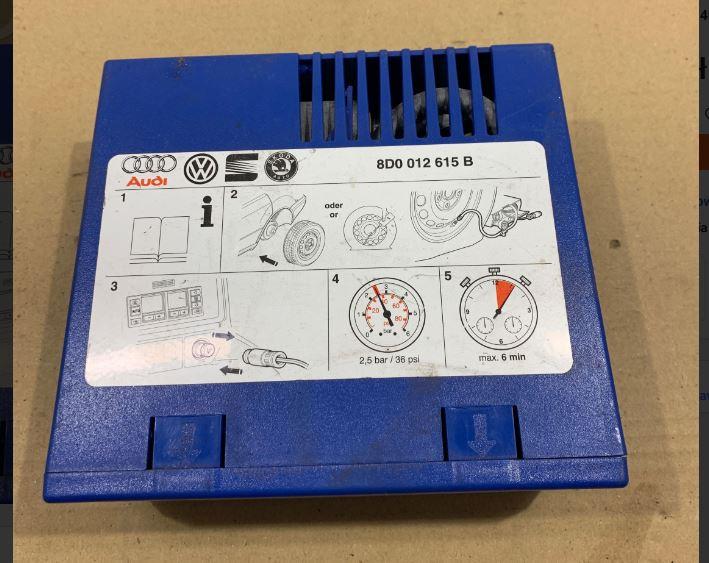 Audi
8D0 012 615 B
1
2
oder
or
3
4
2,5 bar / 36 psi
5
max. 6 min